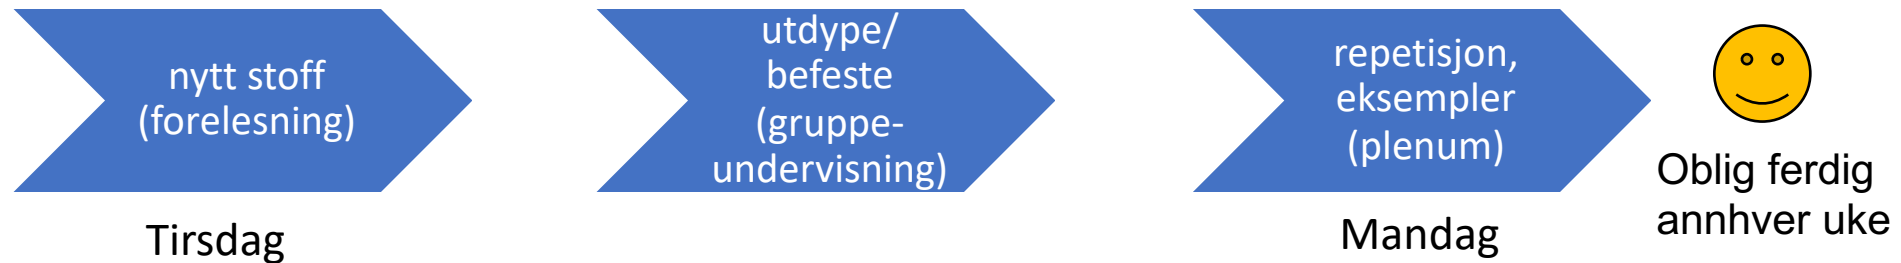 nytt stoff
(forelesning)
Tirsdag
utdype/
befeste
(gruppe-
undervisning)
repetisjon,
eksempler
(plenum)
Mandag
Oblig ferdig
annhver uke